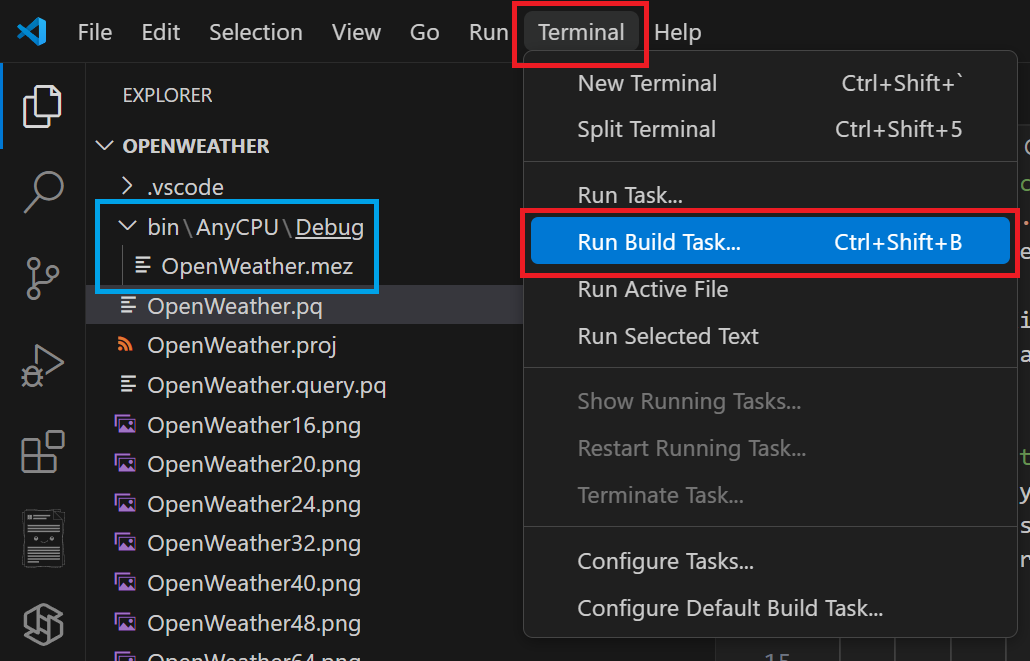 File Edit Selection View Go Run Terminal Help
EXPLORER
OPENWEATHER
.vscode
bin\AnyCPU\Debug
OpenWeather.mez
OpenWeather.pq
OpenWeather.proj
OpenWeather.query.pq
OpenWeather16.png
OpenWeather20.png
OpenWeather24.png
OpenWeather32.png
OpenWeather40.png
OpenWeather48.png
OpenWeather64.png
New Terminal Ctrl+Shift+`
Split Terminal Ctrl+Shift+5
Run Task...
Run Build Task... Ctrl+Shift+B
Run Active File
Run Selected Text
Show Running Tasks...
Restart Running Task...
Terminate Task...
Configure Tasks...
Configure Default Build Task...
15